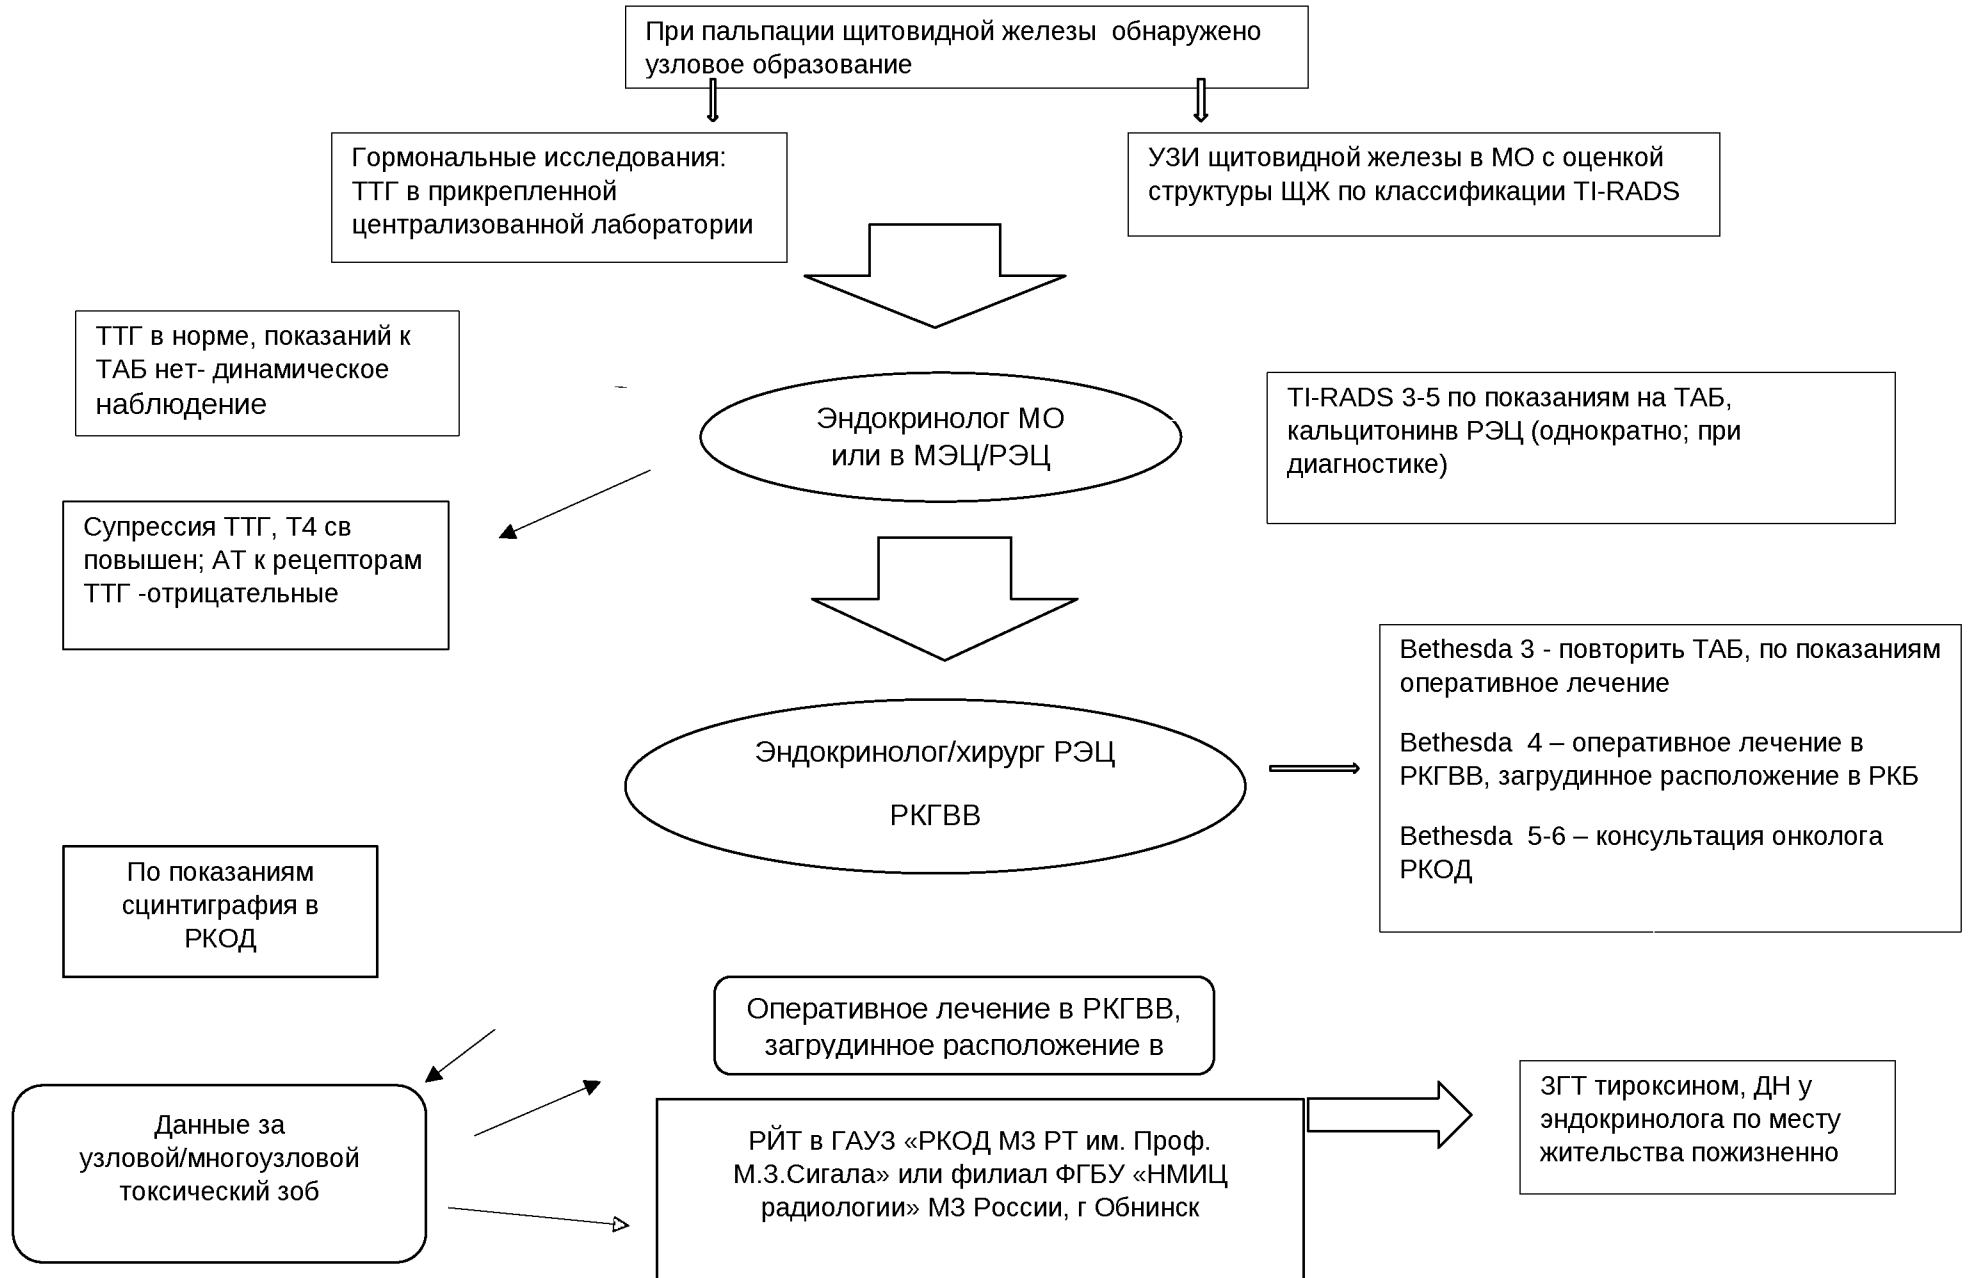 При пальпации щитовидной железы  обнаружено
узловое образование
Гормональные исследования:
ТТГ в прикрепленной
централизованной лаборатории
УЗИ щитовидной железы в МО с оценкой
структуры ЩЖ по классификации TI-RADS
ТТГ в норме, показаний к
ТАБ нет- динамическое
наблюдение
Эндокринолог МО
или в МЭЦ/РЭЦ
TI-RADS 3-5 по показаниям на ТАБ,
кальцитонинв РЭЦ (однократно; при
диагностике)
Супрессия ТТГ, Т4 св
повышен; АТ к рецепторам
ТТГ -отрицательные
Эндокринолог/хирург РЭЦ
РКГВВ
Bethesda 3 - повторить ТАБ, по показаниям
оперативное лечение
Bethesda  4 – оперативное лечение в
РКГВВ, загрудинное расположение в РКБ
Bethesda  5-6 – консультация онколога
РКОД
По показаниям
сцинтиграфия в
РКОД
Оперативное лечение в РКГВВ,
загрудинное расположение в
Данные за
узловой/многоузловой
токсический зоб
РЙТ в ГАУЗ «РКОД МЗ РТ им. Проф.
М.З.Сигала» или филиал ФГБУ «НМИЦ
радиологии» МЗ России, г Обнинск
ЗГТ тироксином, ДН у
эндокринолога по месту
жительства пожизненно